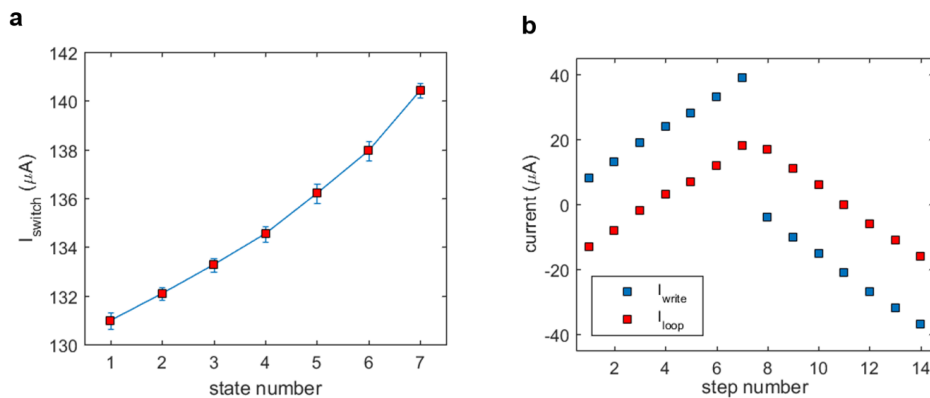 a
142
140
138
136
134
132
130
I_switch (μA)
1 2 3 4 5 6 7
state number
b
40
20
0
-20
-40
current (μA)
I_write
I_loop
2 4 6 8 10 12 14
step number